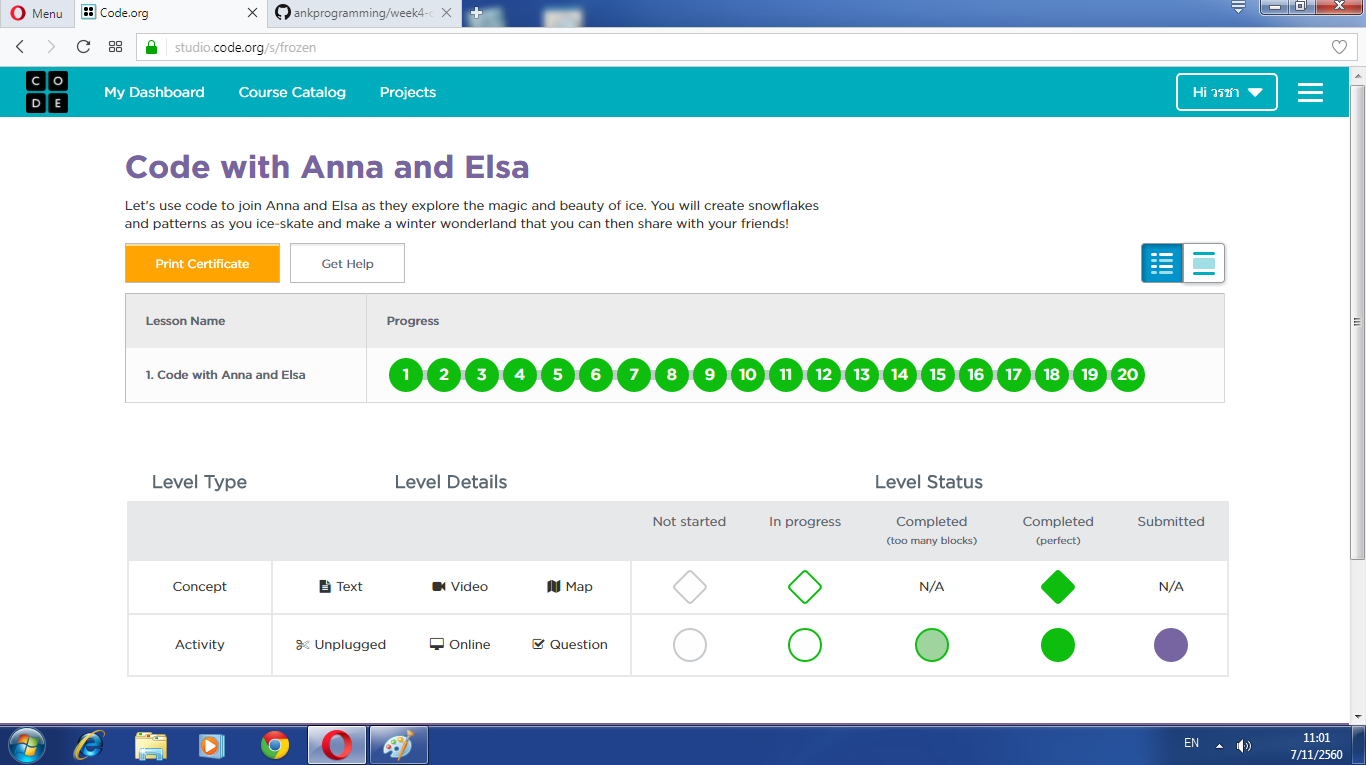 Menu
Code.org
ankprogramming/week4-c
studio.code.org/s/frozen
C O
D E
My Dashboard
Course Catalog
Projects
Hi วรชา
Code with Anna and Elsa
Let's use code to join Anna and Elsa as they explore the magic and beauty of ice. You will create snowflakes
and patterns as you ice-skate and make a winter wonderland that you can then share with your friends!
Print Certificate
Get Help
Lesson Name
Progress
1. Code with Anna and Elsa
1 2 3 4 5 6 7 8 9 10 11 12 13 14 15 16 17 18 19 20
Level Type
Level Details
Level Status
Not started
In progress
Completed
(too many blocks)
Completed
(perfect)
Submitted
Concept
Text
Video
Map
N/A
N/A
Activity
Unplugged
Online
Question
EN
11:01
7/11/2560